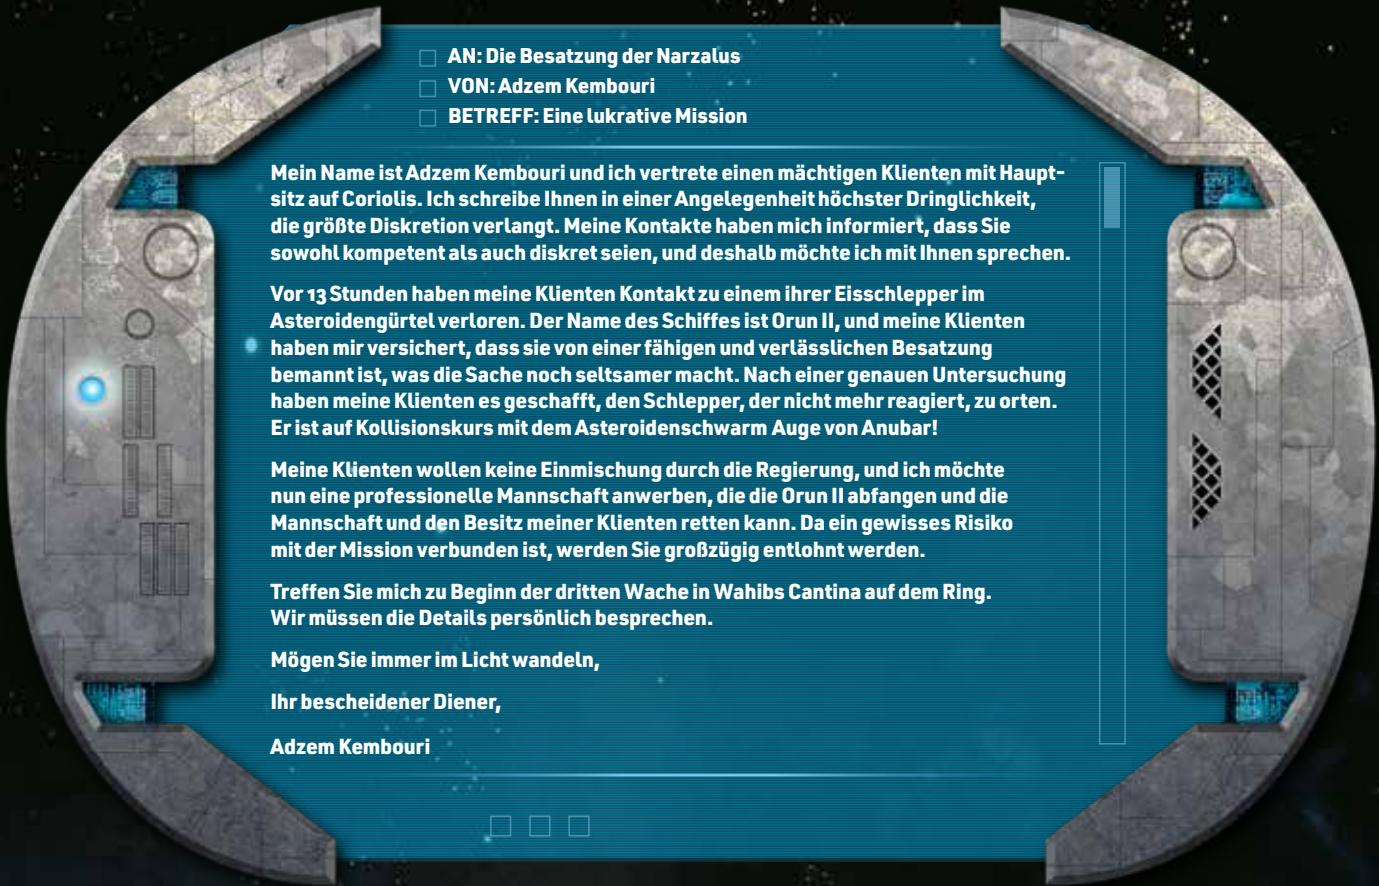 AN: Die Besatzung der Narzalus
VON: Adzem Kembouri
BETREFF: Eine lukrative Mission
Mein Name ist Adzem Kembouri und ich vertrete einen mächtigen Klienten mit Haupt-
sitz auf Coriolis. Ich schreibe Ihnen in einer Angelegenheit höchster Dringlichkeit,
die größte Diskretion verlangt. Meine Kontakte haben mich informiert, dass Sie
sowohl kompetent als auch diskret seien, und deshalb möchte ich mit Ihnen sprechen.
Vor 13 Stunden haben meine Klienten Kontakt zu einem ihrer Eisschlepper im
Asteroidengürtel verloren. Der Name des Schiffes ist Orun II, und meine Klienten
haben mir versichert, dass sie von einer fähigen und verlässlichen Besatzung
bemannt ist, was die Sache noch seltsamer macht. Nach einer genauen Untersuchung
haben meine Klienten es geschafft, den Schlepper, der nicht mehr reagiert, zu orten.
Er ist auf Kollisionskurs mit dem Asteroidenschwarm Auge von Anubar!
Meine Klienten wollen keine Einmischung durch die Regierung, und ich möchte
nun eine professionelle Mannschaft anwerben, die die Orun II abfangen und die
Mannschaft und den Besitz meiner Klienten retten kann. Da ein gewisses Risiko
mit der Mission verbunden ist, werden Sie großzügig entlohnt werden.
Treffen Sie mich zu Beginn der dritten Wache in Wahibs Cantina auf dem Ring.
Wir müssen die Details persönlich besprechen.
Mögen Sie immer im Licht wandeln,
Ihr bescheidener Diener,
Adzem Kembouri